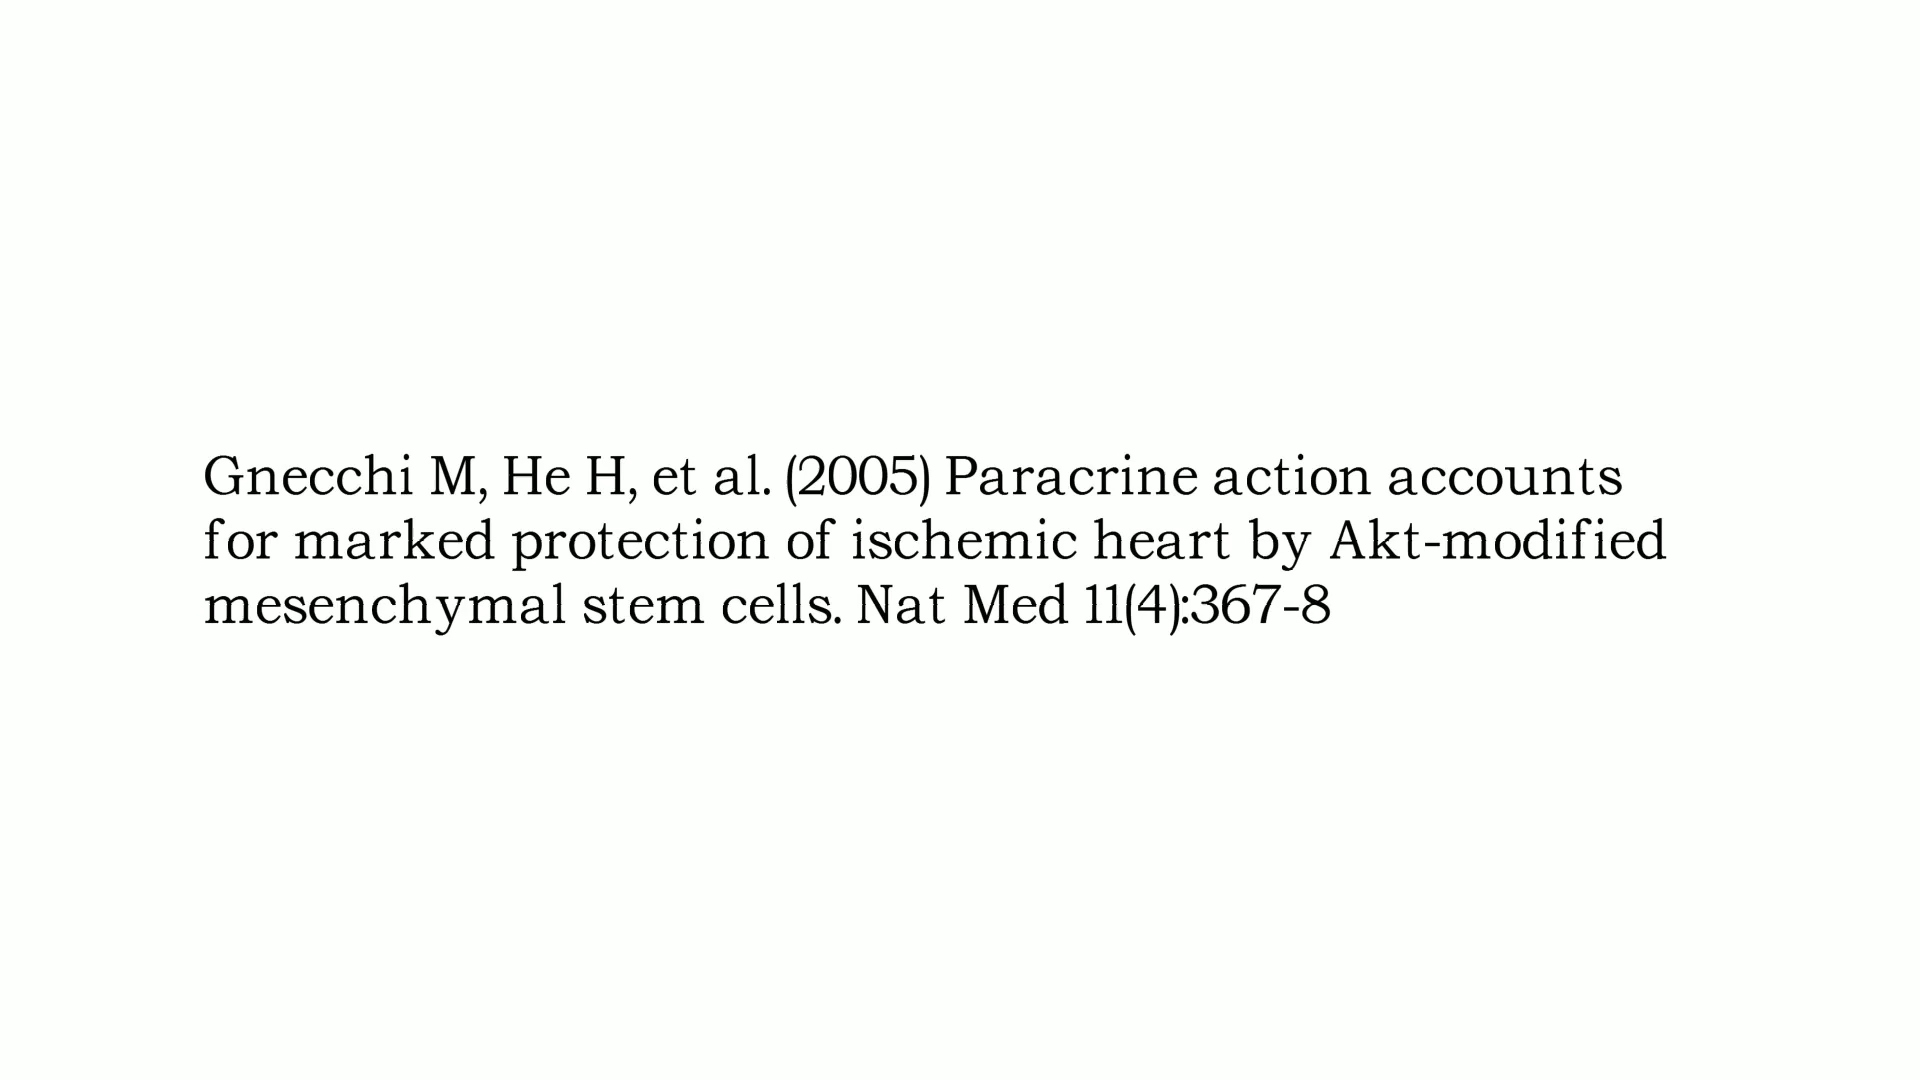 Gnecchi M, He H, et al. (2005) Paracrine action accounts
for marked protection of ischemic heart by Akt-modified
mesenchymal stem cells. Nat Med 11(4):367-8